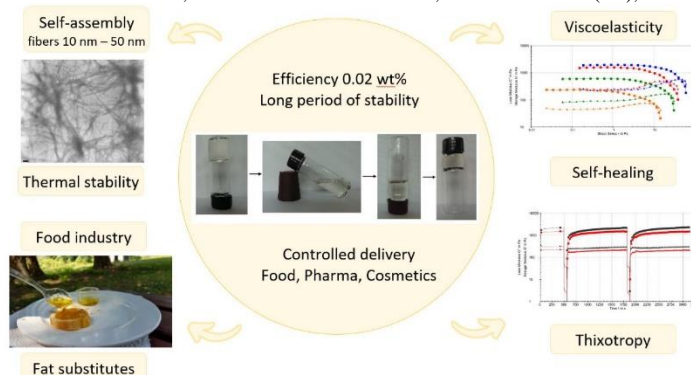 Self-assembly
fibers 10 nm – 50 nm
Thermal stability
Food industry
Fat substitutes
Efficiency 0.02 wt%
Long period of stability
Controlled delivery
Food, Pharma, Cosmetics
Viscoelasticity
Self-healing
Thixotropy